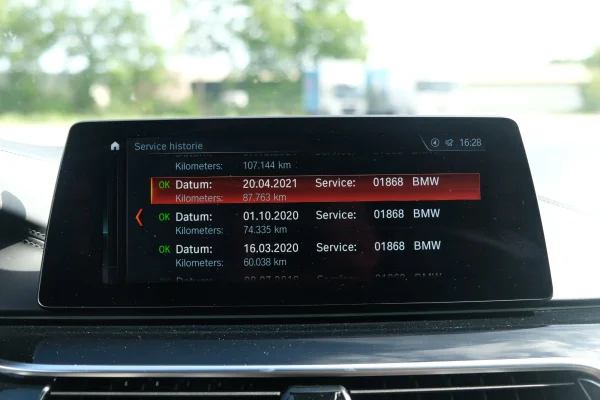 Service historie
16:28
Kilometers: 107.144 km
OK Datum: 20.04.2021 Service: 01868 BMW
Kilometers: 87.763 km
OK Datum: 01.10.2020 Service: 01868 BMW
Kilometers: 74.335 km
OK Datum: 16.03.2020 Service: 01868 BMW
Kilometers: 60.038 km